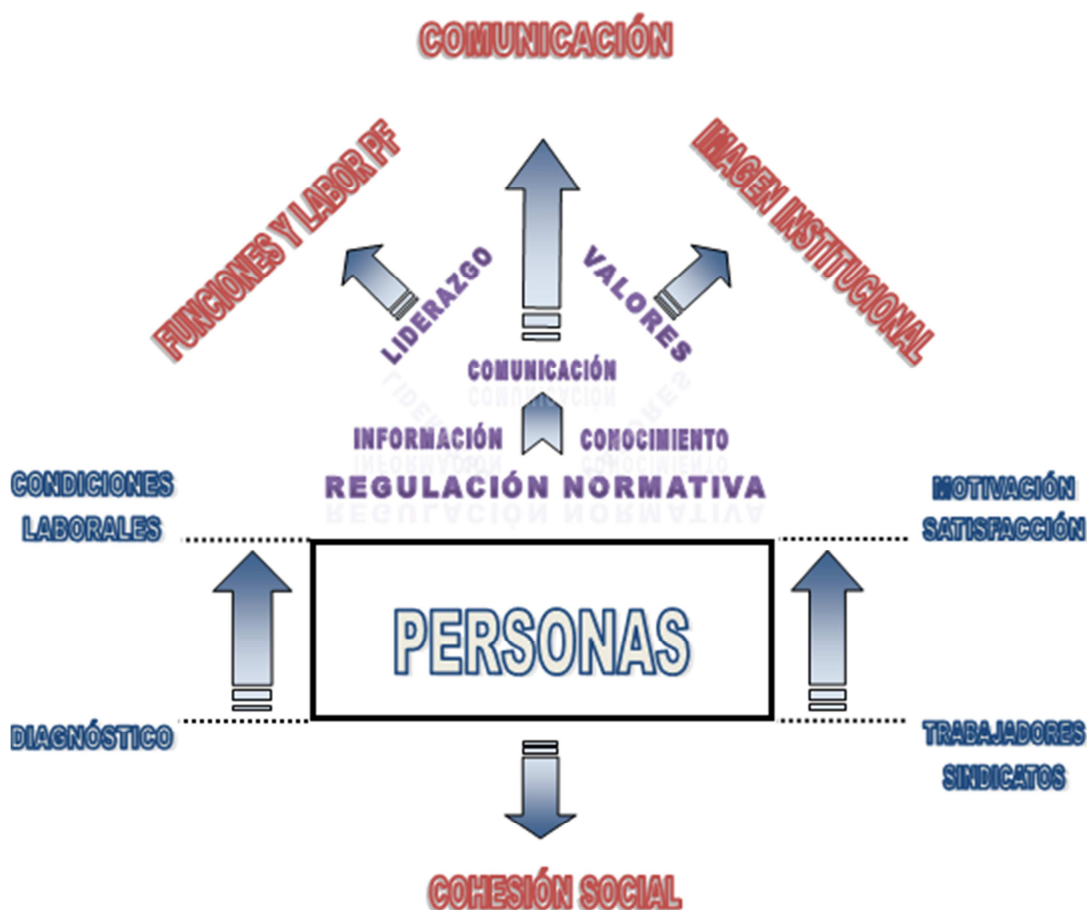 COMUNICACIÓN
FUNCIONES Y LABOR PF
IMAGEN INSTITUCIONAL
LIDERAZGO
VALORES
COMUNICACIÓN
INFORMACIÓN
CONOCIMIENTO
REGULACIÓN NORMATIVA
CONDICIONES
LABORALES
MOTIVACIÓN
SATISFACCIÓN
PERSONAS
DIAGNÓSTICO
TRABAJADORES
SINDICATOS
COHESIÓN SOCIAL